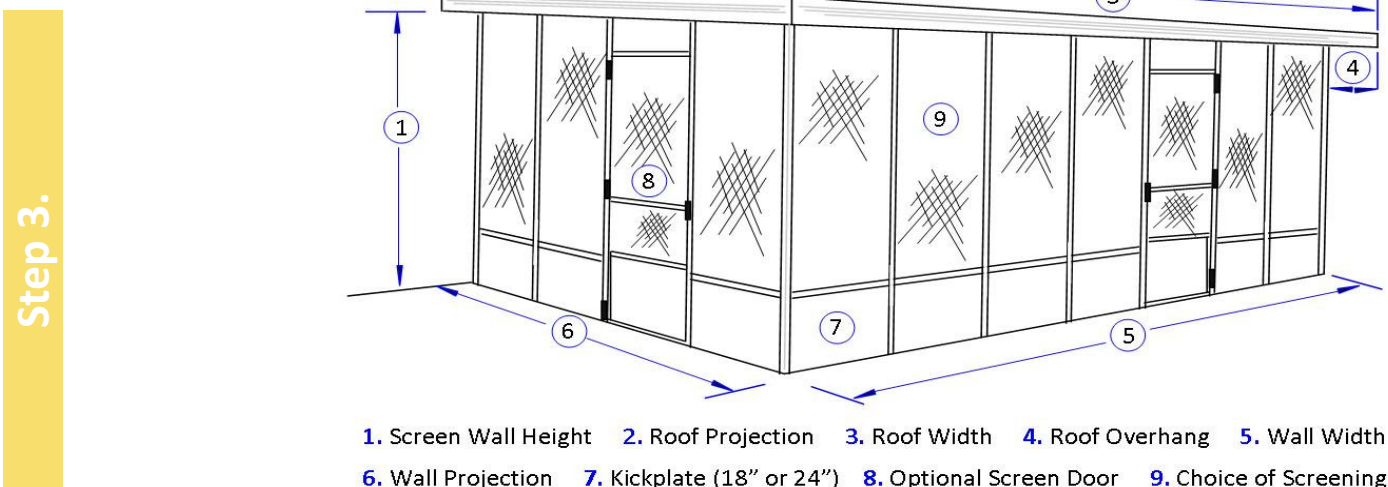 3
4
1
9
8
Step 3.
7
6
5
1. Screen Wall Height 2. Roof Projection 3. Roof Width 4. Roof Overhang 5. Wall Width
6. Wall Projection 7. Kickplate (18” or 24”) 8. Optional Screen Door 9. Choice of Screening